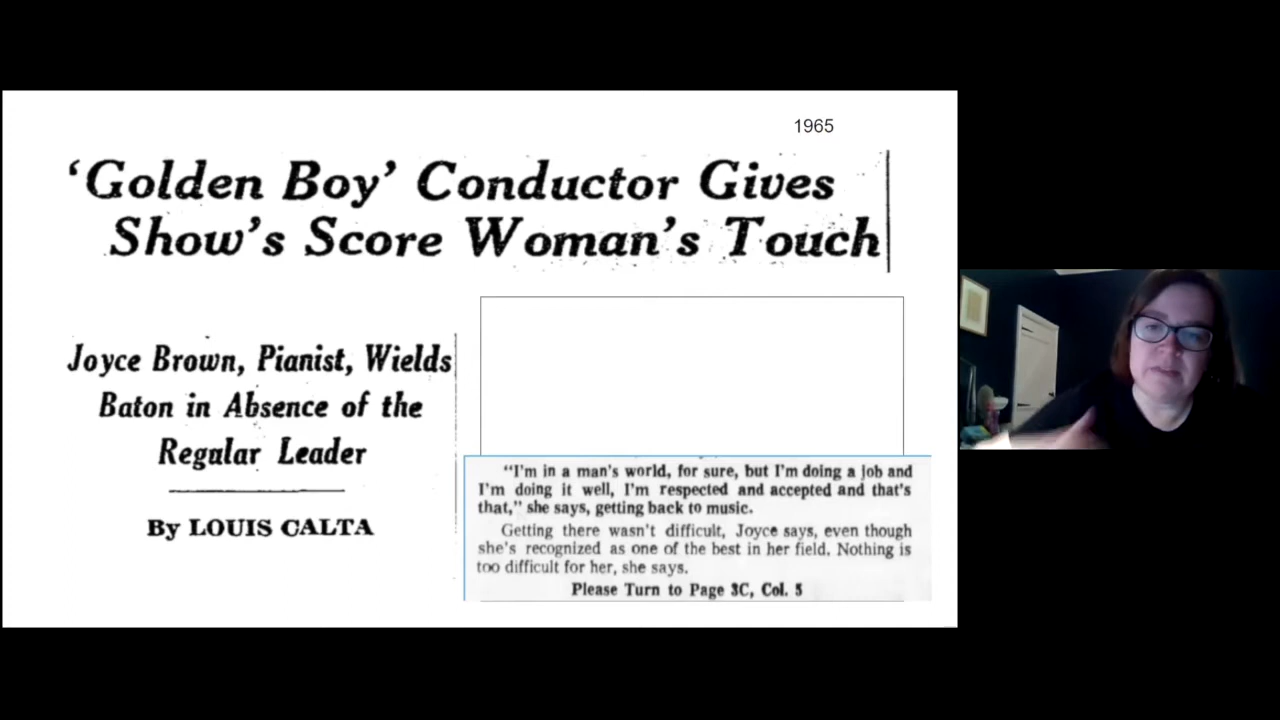 1965
‘Golden Boy’ Conductor Gives
Show’s Score Woman’s Touch
Joyce Brown, Pianist, Wields
Baton in Absence of the
Regular Leader
By LOUIS CALTA
“I’m in a man’s world, for sure, but I’m doing a job and
I’m doing it well, I’m respected and accepted and that’s
that,” she says, getting back to music.
Getting there wasn’t difficult, Joyce says, even though
she’s recognized as one of the best in her field. Nothing is
too difficult for her, she says.
Please Turn to Page 3C, Col. 5